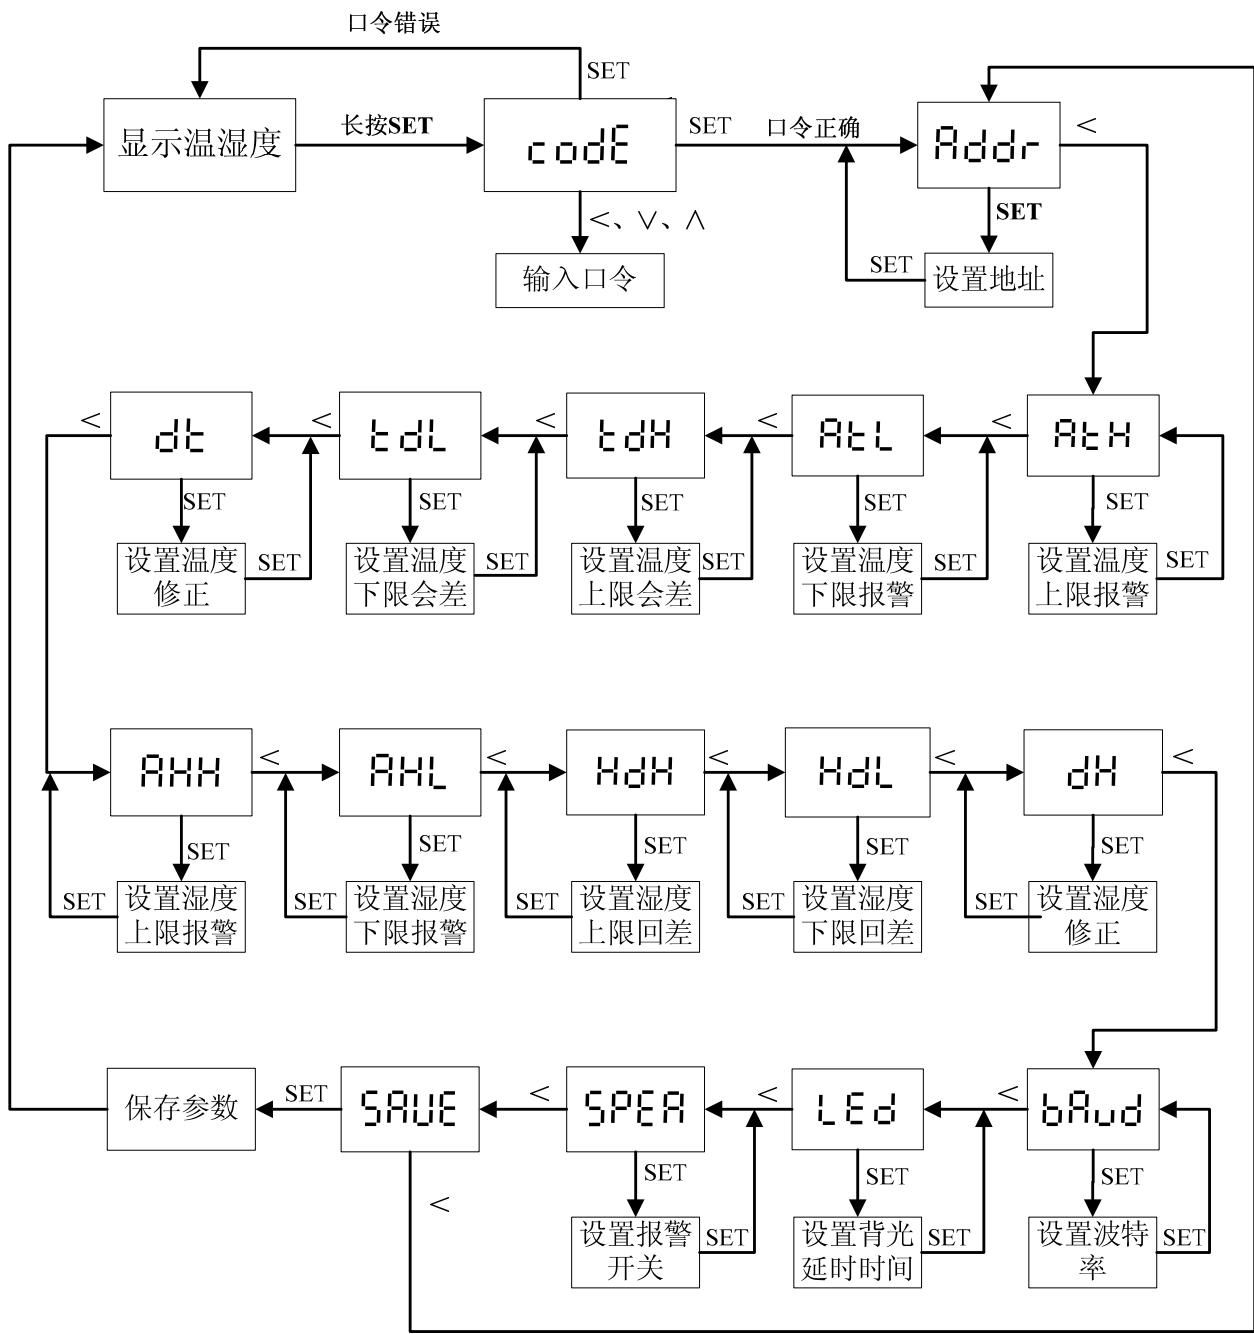 口令错误
SET
显示温湿度
长按SET
codE
SET
口令正确
Addr
<
<、∨、∧
SET
输入口令
SET
设置地址
<
dt
<
tdL
<
tdH
<
AtL
<
AtH
SET
SET
SET
SET
SET
设置温度
修正
SET
设置温度
下限会差
SET
设置温度
上限会差
SET
设置温度
下限报警
SET
设置温度
上限报警
SET
AHH
<
AHL
<
HdH
<
HdL
<
dH
<
SET
SET
SET
SET
SET
SET
设置湿度
上限报警
SET
设置湿度
下限报警
SET
设置湿度
上限回差
SET
设置湿度
下限回差
SET
设置湿度
修正
保存参数
SET
SAVE
<
SPEA
<
LEd
<
bAud
<
SET
SET
SET
设置报警
开关
SET
设置背光
延时时间
SET
设置波特
率
SET